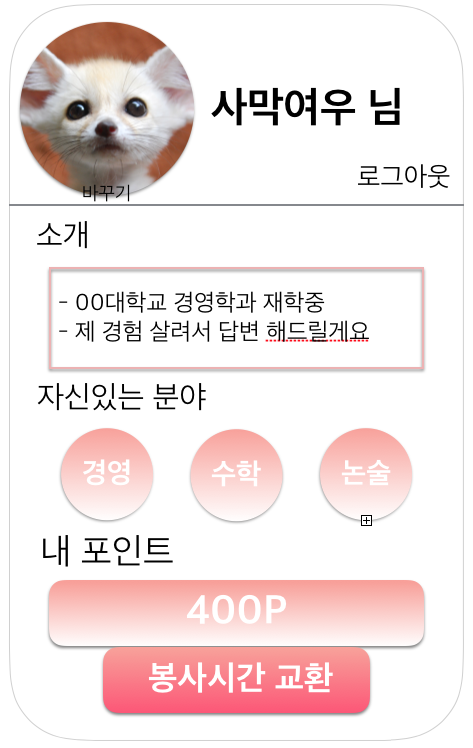 사막여우 님
로그아웃
바꾸기
소개
- 00대학교 경영학과 재학중
- 제 경험 살려서 답변 해드릴게요
자신있는 분야
경영 수학 논술
내 포인트
400P
봉사시간 교환